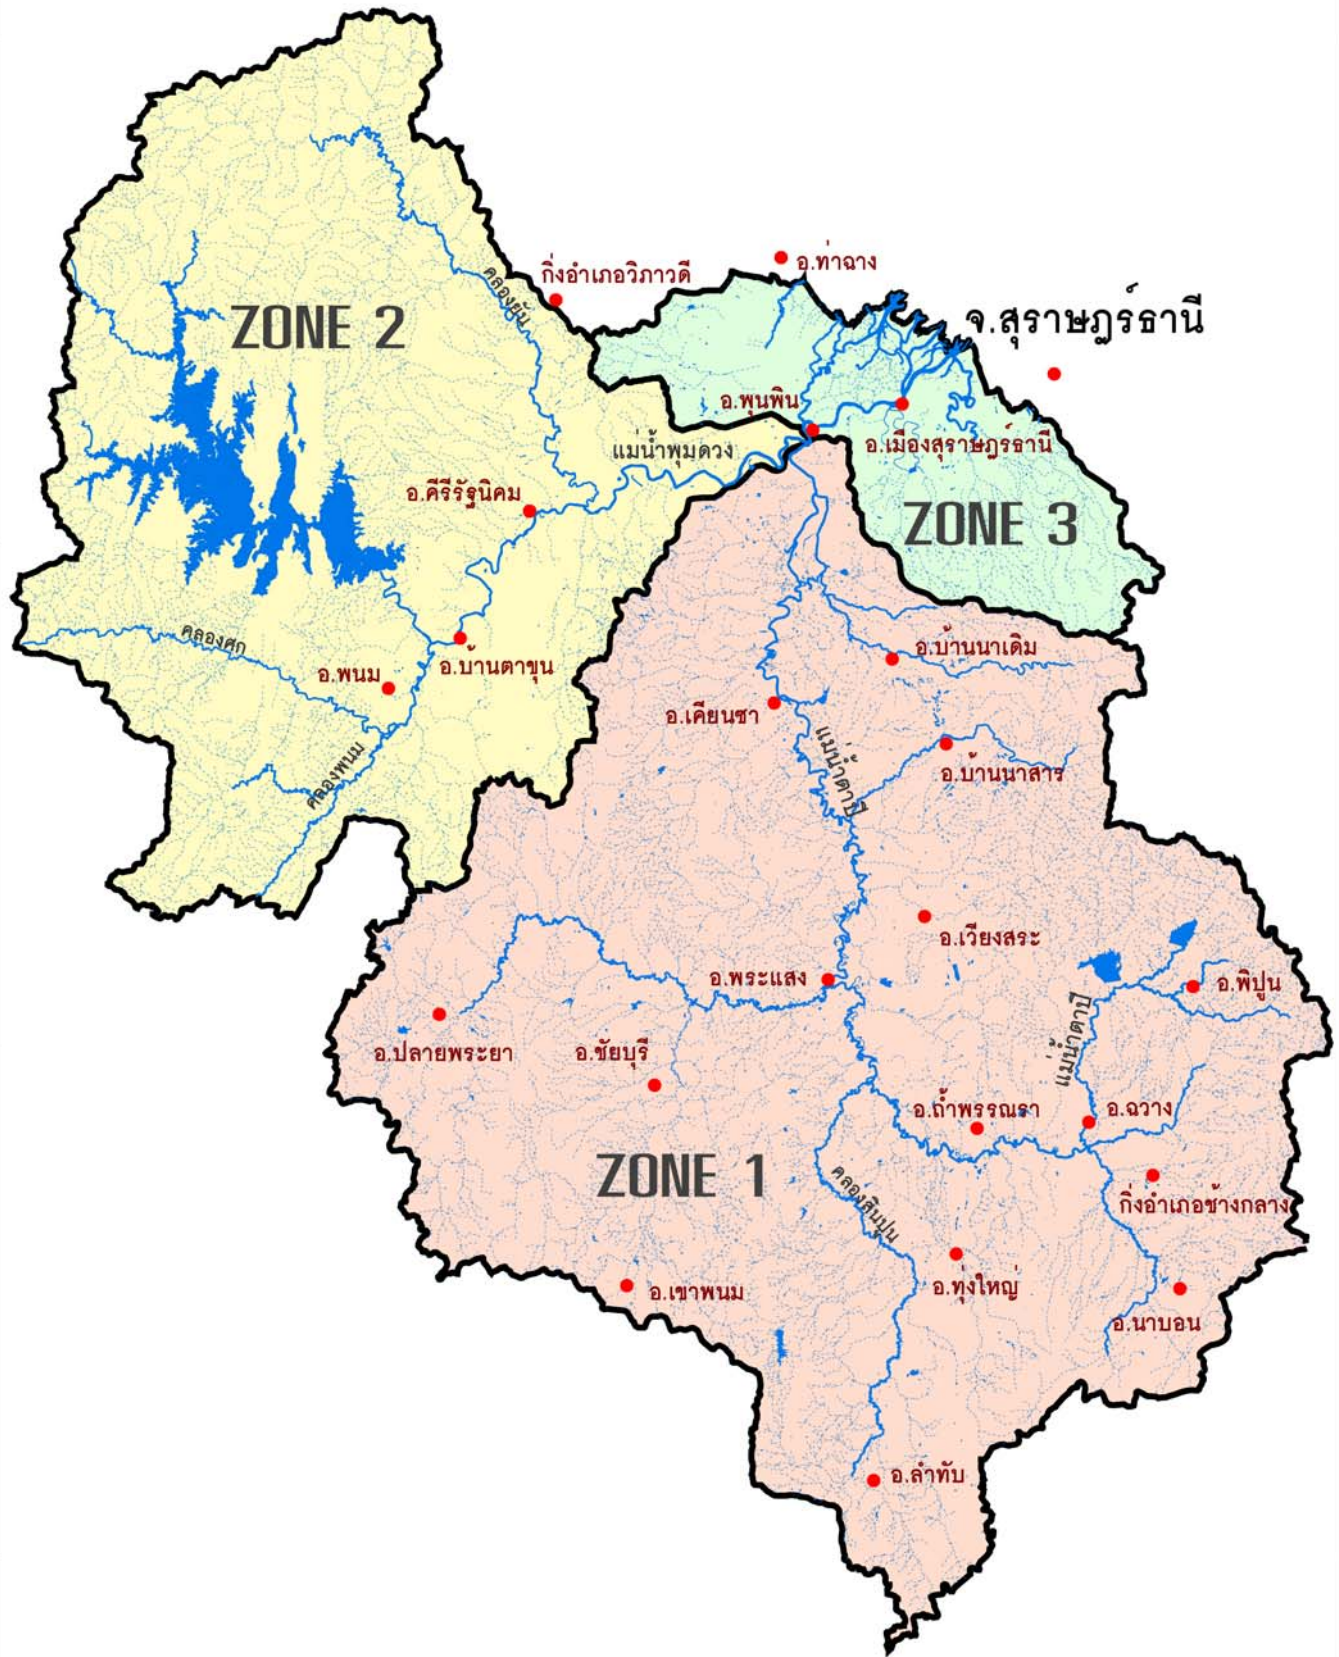 อ.ท่าฉาง
กิ่งอำเภอวิภาวดี
คลองยัน
ZONE 2
จ.สุราษฎร์ธานี
อ.พุนพิน
อ.เมืองสุราษฎร์ธานี
แม่น้ำพุมดวง
อ.คีรีรัฐนิคม
ZONE 3
คลองศก
อ.บ้านนาเดิม
อ.พนม
อ.บ้านตาขุน
อ.เคียนซา
แม่น้ำตาปี
คลองพนม
อ.บ้านนาสาร
อ.เวียงสระ
อ.พระแสง
อ.พิปูน
แม่น้ำตาปี
อ.ปลายพระยา
อ.ชัยบุรี
อ.ถ้ำพรรณรา
อ.ฉวาง
ZONE 1
คลองสินปูน
กิ่งอำเภอช้างกลาง
อ.เขาพนม
อ.ทุ่งใหญ่
อ.นาบอน
อ.ลำทับ